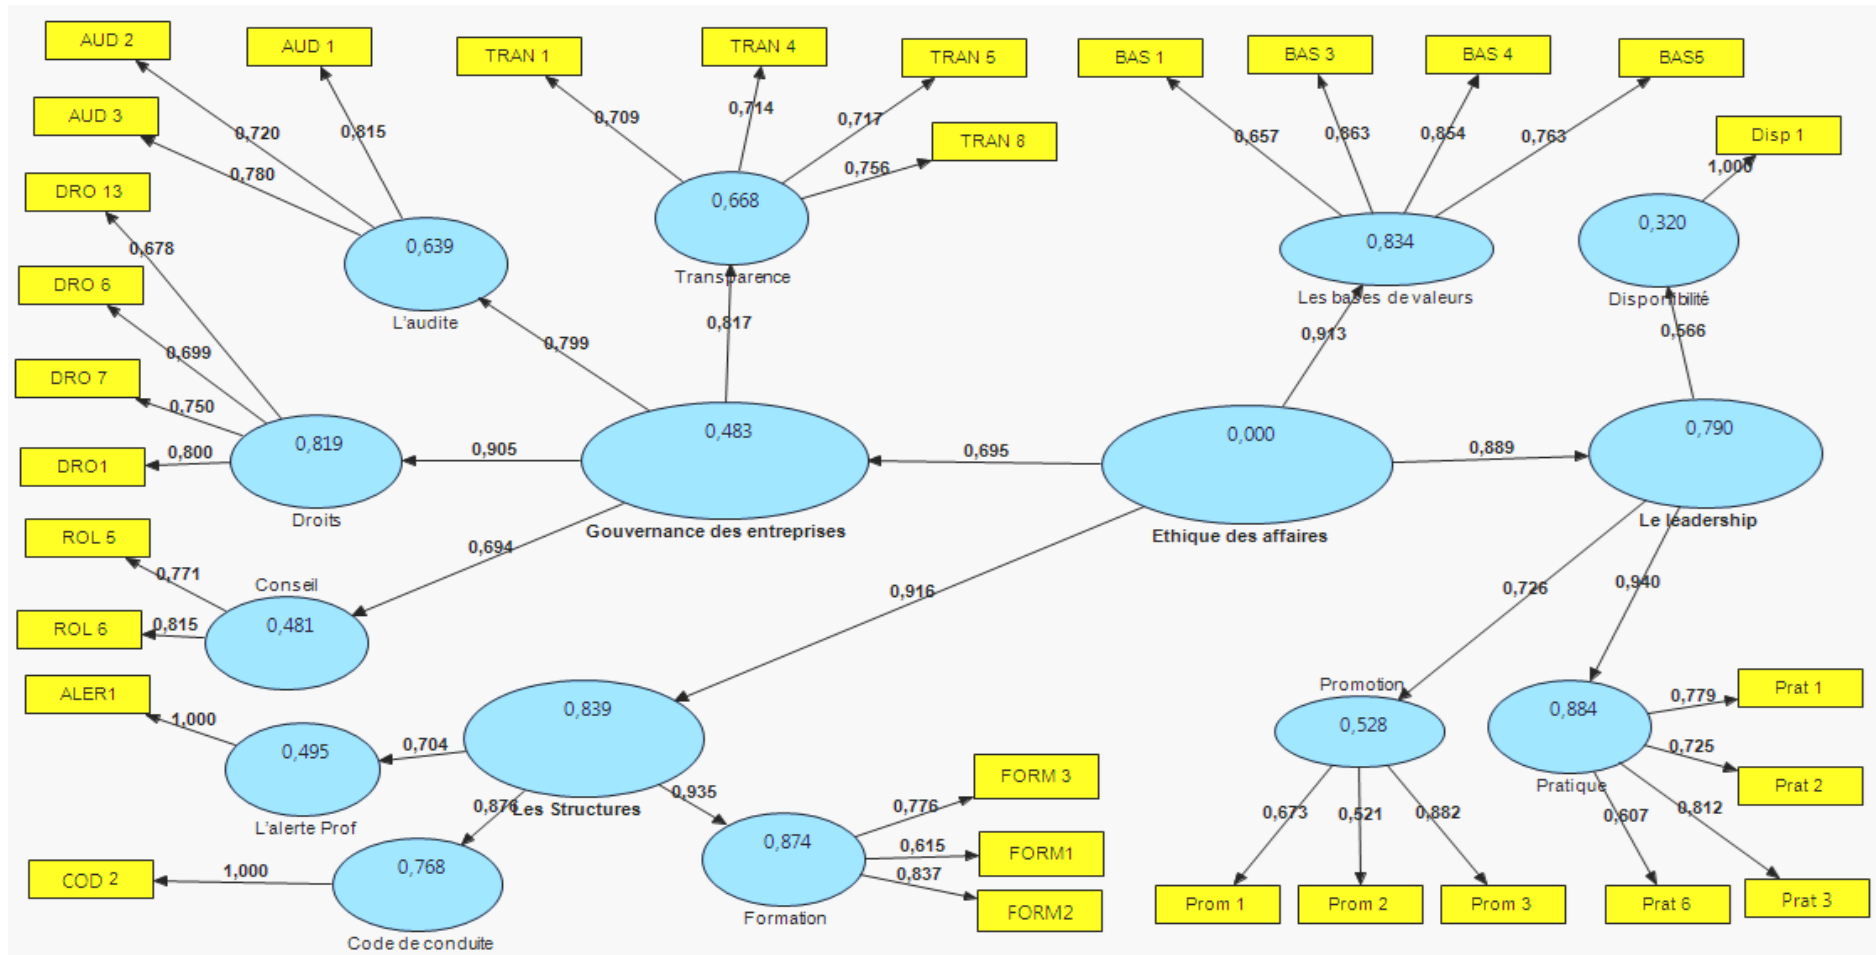 AUD 2
AUD 1
TRAN 1
TRAN 4
TRAN 5
BAS 1
BAS 3
BAS 4
BAS5
AUD 3
0,720
0,815
0,709
0,714
0,717
TRAN 8
0,657
0,863
0,854
0,763
Disp 1
0,780
0,756
1,000
DRO 13
0,678
0,639
L'audite
0,668
Transparence
0,834
Les bases de valeurs
0,320
Disponibilité
DRO 6
0,699
0,799
0,817
0,913
0,566
DRO 7
0,750
DRO1
0,800
0,819
Droits
0,905
0,483
Gouvernance des entreprises
0,695
0,000
Ethique des affaires
0,889
0,790
Le leadership
ROL 5
0,771
Conseil
0,694
0,916
0,726
0,940
ROL 6
0,815
0,481
ALER1
1,000
0,495
L'alerte Prof
0,704
0,839
Les Structures
0,876
0,935
Promotion
0,528
0,884
Pratique
0,779
Prat 1
0,725
Prat 2
COD 2
1,000
0,768
Code de conduite
0,874
Formation
0,776
FORM 3
0,615
FORM1
0,837
FORM2
0,673
0,521
0,882
0,607
0,812
Prom 1
Prom 2
Prom 3
Prat 6
Prat 3